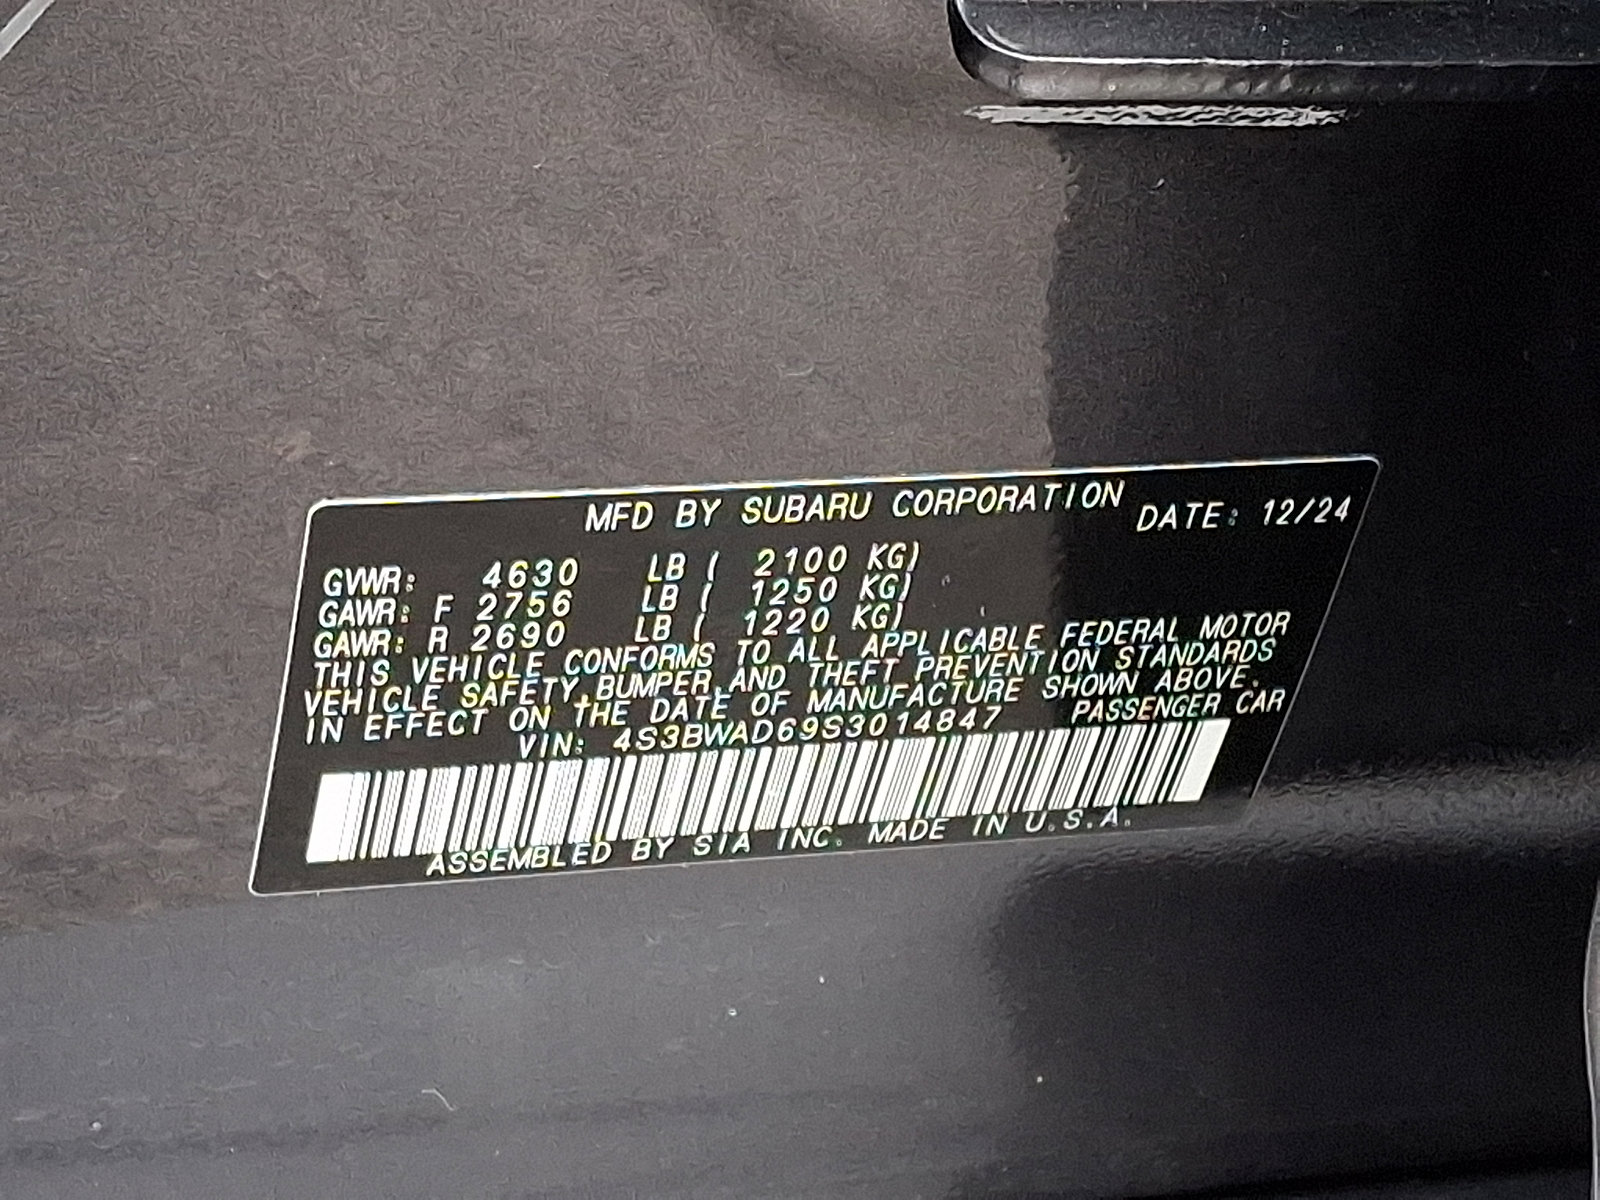 MFD BY SUBARU CORPORATION DATE: 12/24
GVWR: 4630 LB ( 2100 KG)
GAWR: F 2756 LB ( 1250 KG)
GAWR: R 2690 LB ( 1220 KG)
THIS VEHICLE CONFORMS TO ALL APPLICABLE FEDERAL MOTOR
VEHICLE SAFETY,BUMPER,AND THEFT PREVENTION STANDARDS
IN EFFECT ON THE DATE OF MANUFACTURE SHOWN ABOVE.
VIN: 4S3BWAD69S3014847 PASSENGER CAR
ASSEMBLED BY SIA INC. MADE IN U.S.A.